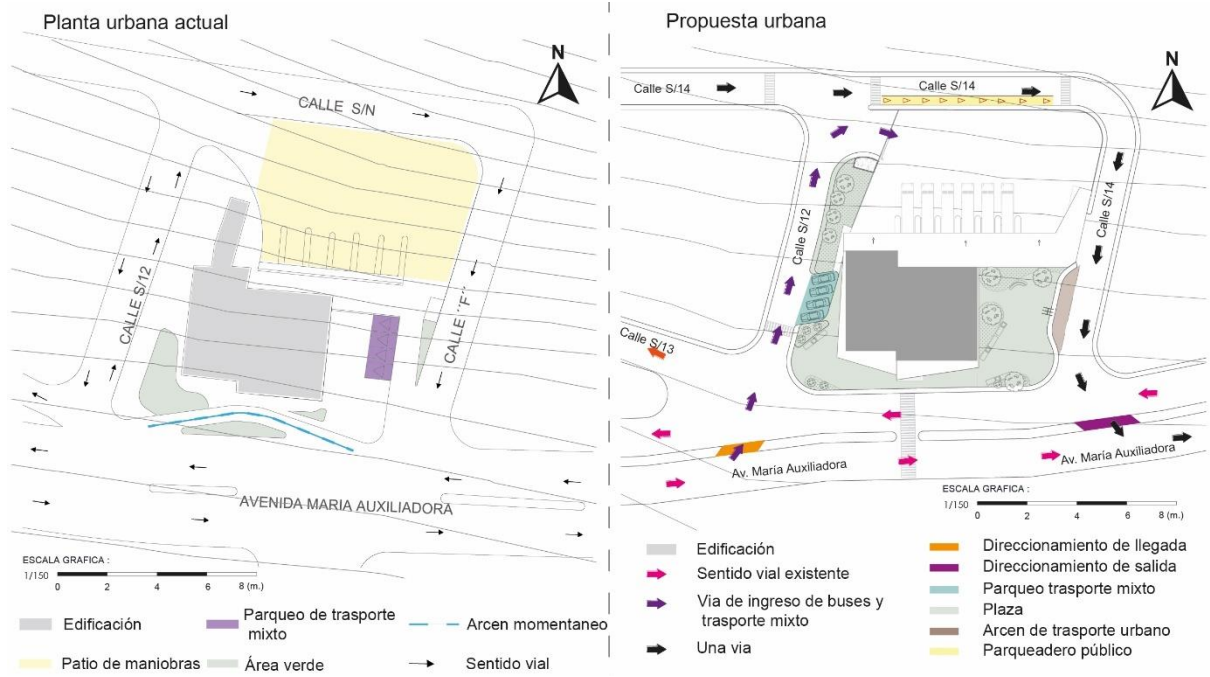 Planta urbana actual
N
CALLE S/N
CALLE S/12
CALLE "F"
AVENIDA MARIA AUXILIADORA
ESCALA GRAFICA :
1/150
0 2 4 6 8 (m.)
Edificación
Parqueo de trasporte
mixto
Arcen momentaneo
Patio de maniobras
Área verde
Sentido vial
Propuesta urbana
N
Calle S/14
Calle S/14
Calle S/12
Calle S/14
Calle S/13
Av. Maria Auxiliadora
Av. Maria Auxiliadora
ESCALA GRAFICA :
1/150
0 2 4 6 8 (m.)
Edificación
Sentido vial existente
Via de ingreso de buses y
trasporte mixto
Una via
Direccionamiento de llegada
Direccionamiento de salida
Parqueo trasporte mixto
Plaza
Arcen de trasporte urbano
Parqueadero público